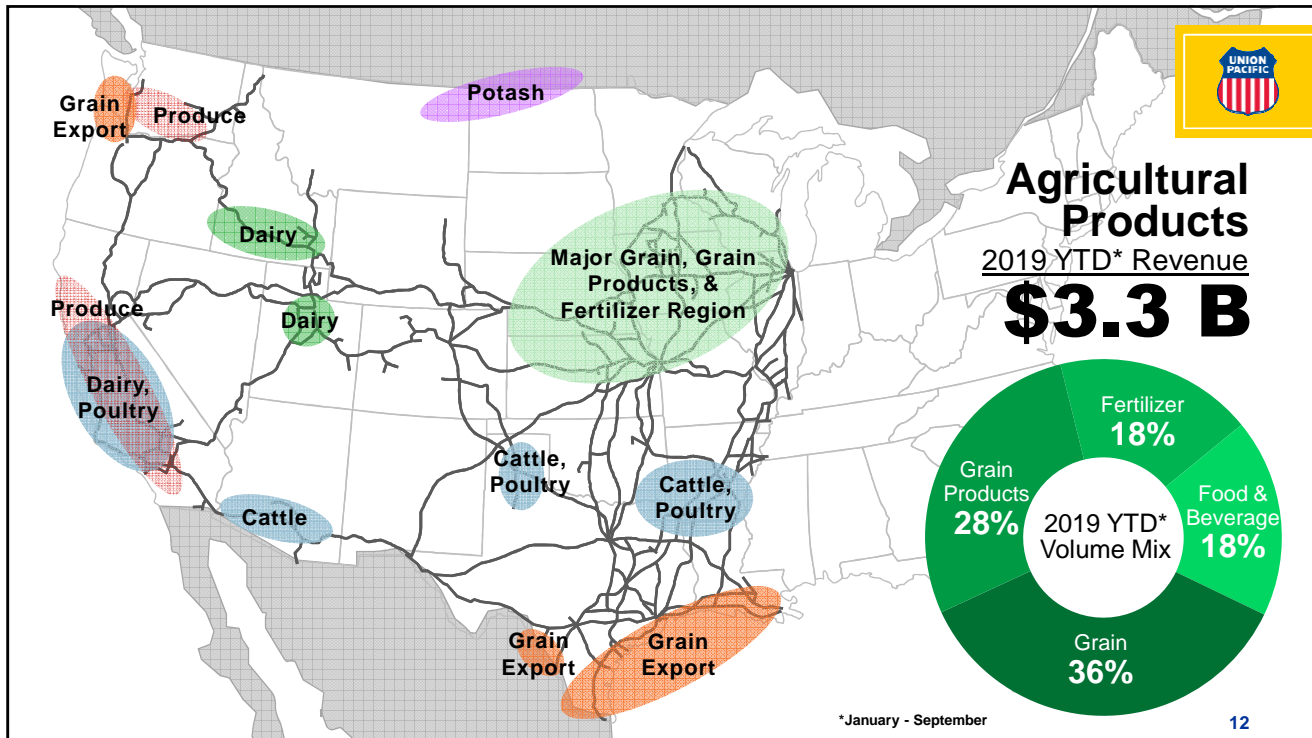 UNION
PACIFIC
Agricultural
Products
2019 YTD* Revenue
$3.3 B
Grain
Export
Produce
Potash
Dairy
Major Grain, Grain
Products, &
Fertilizer Region
Produce
Dairy
Dairy,
Poultry
Cattle,
Poultry
Cattle,
Poultry
Cattle
Grain
Export
Grain
Export
Fertilizer
18%
Grain
Products
28%
Food &
Beverage
18%
2019 YTD*
Volume Mix
Grain
36%
*January - September
12